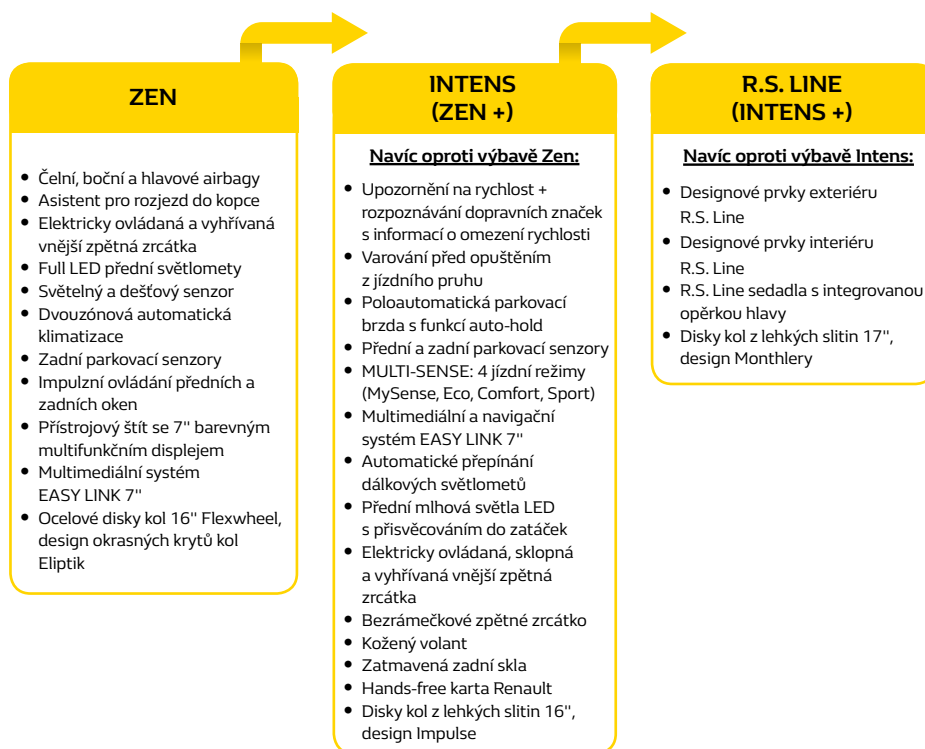 ZEN
Čelní, boční a hlavové airbagy
Asistent pro rozjezd do kopce
Elektricky ovládaná a vyhřívaná
vnější zpětná zrcátka
Full LED přední světlomety
Světelný a dešťový senzor
Dvouzónová automatická
klimatizace
Zadní parkovací senzory
Impulzní ovládání předních a
zadních oken
Přístrojový štít se 7" barevným
multifunkčním displejem
Multimediální systém
EASY LINK 7"
Ocelové disky kol 16" Flexwheel,
design okrasných krytů kol
Eliptik
INTENS
(ZEN +)
Navíc oproti výbavě Zen:
Upozornění na rychlost +
rozpoznávání dopravních značek
s informací o omezení rychlosti
Varování před opuštěním
z jízdního pruhu
Poloautomatická parkovací
brzda s funkcí auto-hold
Přední a zadní parkovací senzory
MULTI-SENSE: 4 jízdní režimy
(MySense, Eco, Comfort, Sport)
Multimediální a navigační
systém EASY LINK 7"
Automatické přepínání
dálkových světlometů
Přední mlhová světla LED
s přisvěcováním do zatáček
Elektricky ovládaná, sklopná
a vyhřívaná vnější zpětná
zrcátka
Bezrámečkové zpětné zrcátko
Kožený volant
Zatmavená zadní skla
Hands-free karta Renault
Disky kol z lehkých slitin 16",
design Impulse
R.S. LINE
(INTENS +)
Navíc oproti výbavě Intens:
Designové prvky exteriéru
R.S. Line
Designové prvky interiéru
R.S. Line
R.S. Line sedadla s integrovanou
opěrkou hlavy
Disky kol z lehkých slitin 17",
design Monthlery